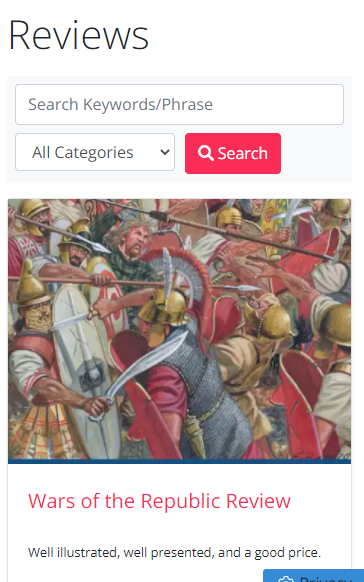 Reviews
Search Keywords/Phrase
All Categories
Search
Wars of the Republic Review
Well illustrated, well presented, and a good price.
Privacy